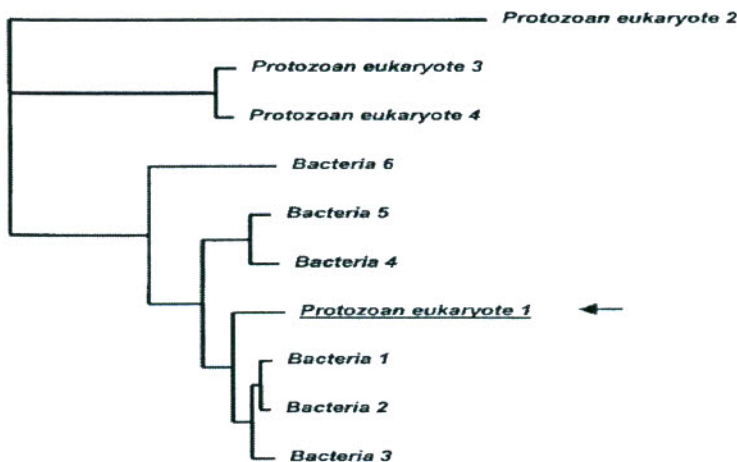 Protozoan eukaryote 2
Protozoan eukaryote 3
Protozoan eukaryote 4
Bacteria 6
Bacteria 5
Bacteria 4
Protozoan eukaryote 1
Bacteria 1
Bacteria 2
Bacteria 3